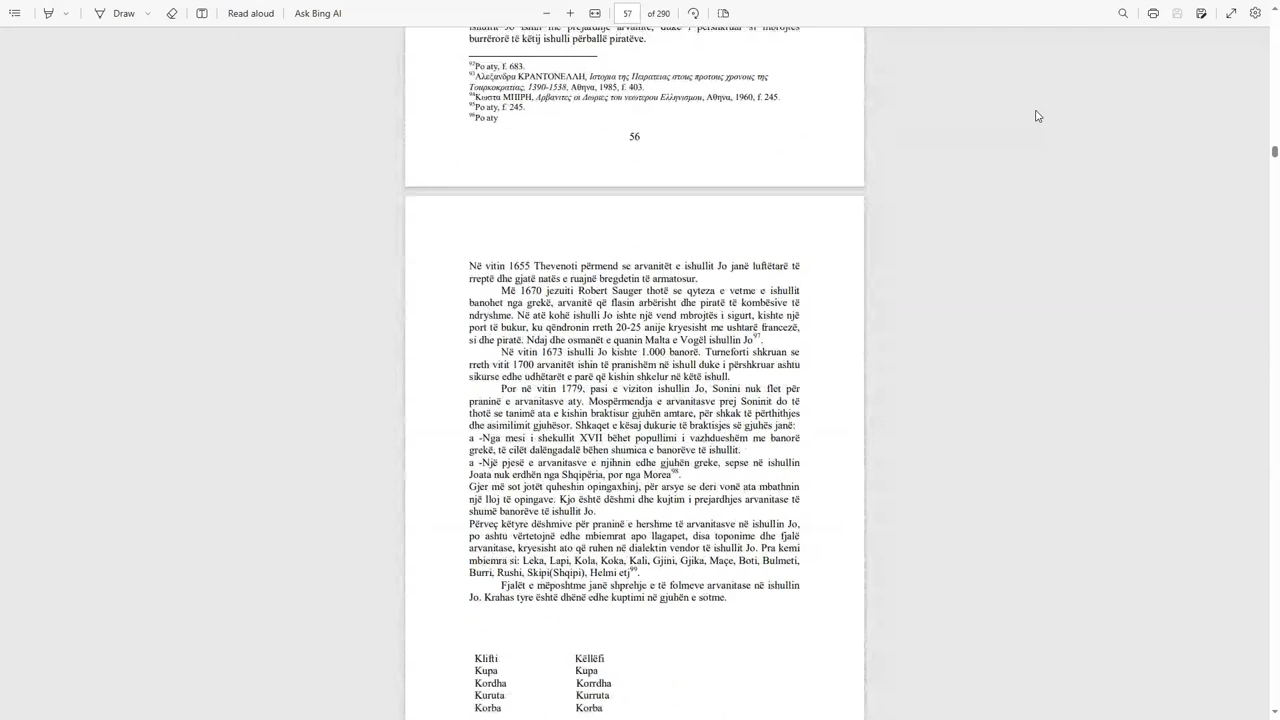 Draw
Read aloud
Ask Bing AI
57 of 290
burrërorë të këtij ishulli përballë piratëve.
92Po aty, f. 683.
93Αλεξανδρα ΚΡΑΝΤΟΝΕΛΛΗ, Ιστορια της Πειρατειας στους προτους χρονους της
Τουρκοκρατιας, 1390-1538, Αθηνα, 1985, f. 403.
94Κωστα ΜΠΙΡΗ, Αρβανιτες οι Δωριες του νεωτερου Ελληνισμου, Αθηνα, 1960, f. 245.
95Po aty, f. 245.
96Po aty
56
Në vitin 1655 Thevenoti përmend se arvanitët e ishullit Jo janë luftëtarë të
rreptë dhe gjatë natës e ruajnë bregdetin të armatosur.
Më 1670 jezuiti Robert Sauger thotë se qyteza e vetme e ishullit
banohet nga grekë, arvanitë që flasin arbërisht dhe piratë të kombësive të
ndryshme. Në atë kohë ishulli Jo ishte një vend mbrojtës i sigurt, kishte një
port të bukur, ku qëndronin rreth 20-25 anije kryesisht me ushtarë francezë,
si dhe piratë. Ndaj dhe osmanët e quanin Malta e Vogël ishullin Jo97.
Në vitin 1673 ishulli Jo kishte 1.000 banorë. Turneforti shkruan se
rreth vitit 1700 arvanitët ishin të pranishëm në ishull duke i përshkruar ashtu
sikurse edhe udhëtarët e parë që kishin shkelur në këtë ishull.
Por në vitin 1779, pasi e viziton ishullin Jo, Sonini nuk flet për
praninë e arvanitasve aty. Mospërmendja e arvanitasve prej Soninit do të
thotë se tanimë ata e kishin braktisur gjuhën amtare, për shkak të përthithjes
dhe asimilimit gjuhësor. Shkaqet e kësaj dukurie të braktisjes së gjuhës janë:
a -Nga mesi i shekullit XVII bëhet popullimi i vazhdueshëm me banorë
grekë, të cilët dalëngadalë bëhen shumica e banorëve të ishullit.
a -Një pjesë e arvanitasve e njihnin edhe gjuhën greke, sepse në ishullin
Joata nuk erdhën nga Shqipëria, por nga Morea98.
Gjer më sot jotët quheshin opingaxhinj, për arsye se deri vonë ata mbathnin
një lloj të opingave. Kjo është dëshmi dhe kujtim i prejardhjes arvanitase të
shumë banorëve të ishullit Jo.
Përveç këtyre dëshmive për praninë e hershme të arvanitasve në ishullin Jo,
po ashtu vërtetojnë edhe mbiemrat apo llagapet, disa toponime dhe fjalë
arvanitase, kryesisht ato që ruhen në dialektin vendor të ishullit Jo. Pra kemi
mbiemra si: Leka, Lapi, Kola, Koka, Kali, Gjini, Gjika, Maçe, Boti, Bulmeti,
Burri, Rushi, Skipi(Shqipi), Helmi etj99.
Fjalët e mëposhtme janë shprehje e të folmeve arvanitase në ishullin
Jo. Krahas tyre është dhënë edhe kuptimi në gjuhën e sotme.
Klifti Këllëfi
Kupa Kupa
Kordha Korrdha
Kuruta Kurruta
Korba Korba